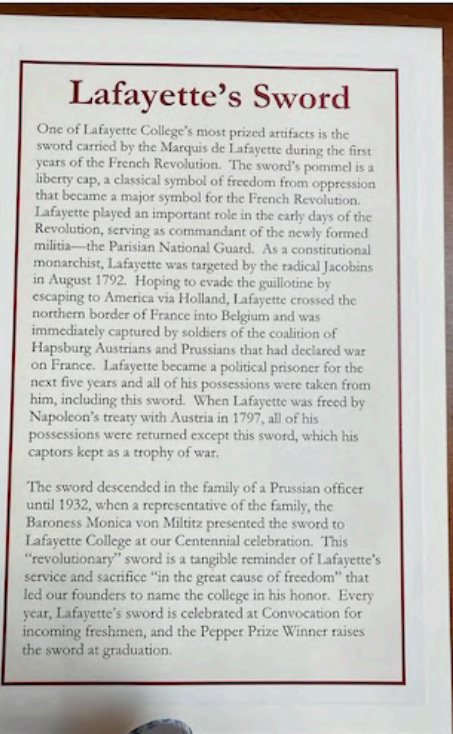 Lafayette's Sword
One of Lafayette College's most prized artifacts is the
sword carried by the Marquis de Lafayette during the first
years of the French Revolution. The sword's pommel is a
liberty cap, a classical symbol of freedom from oppression
that became a major symbol for the French Revolution.
Lafayette played an important role in the early days of the
Revolution, serving as commandant of the newly formed
militia—the Parisian National Guard. As a constitutional
monarchist, Lafayette was targeted by the radical Jacobins
in August 1792. Hoping to evade the guillotine by
escaping to America via Holland, Lafayette crossed the
northern border of France into Belgium and was
immediately captured by soldiers of the coalition of
Hapsburg Austrians and Prussians that had declared war
on France. Lafayette became a political prisoner for the
next five years and all of his possessions were taken from
him, including this sword. When Lafayette was freed by
Napoleon's treaty with Austria in 1797, all of his
possessions were returned except this sword, which his
captors kept as a trophy of war.
The sword descended in the family of a Prussian officer
until 1932, when a representative of the family, the
Baroness Monica von Miltitz presented the sword to
Lafayette College at our Centennial celebration. This
"revolutionary" sword is a tangible reminder of Lafayette's
service and sacrifice "in the great cause of freedom" that
led our founders to name the college in his honor. Every
year, Lafayette's sword is celebrated at Convocation for
incoming freshmen, and the Pepper Prize Winner raises
the sword at graduation.